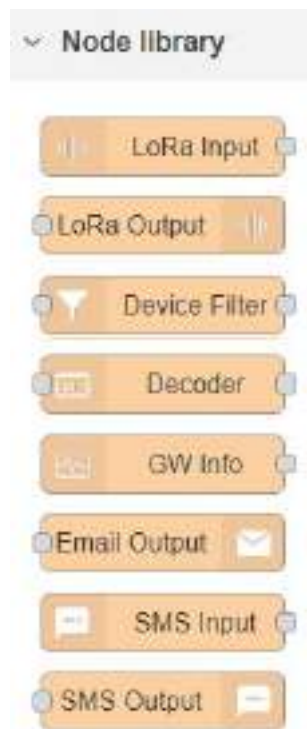 Node library
LoRa Input
LoRa Output
Device Filter
Decoder
GW Info
Email Output
SMS Input
SMS Output